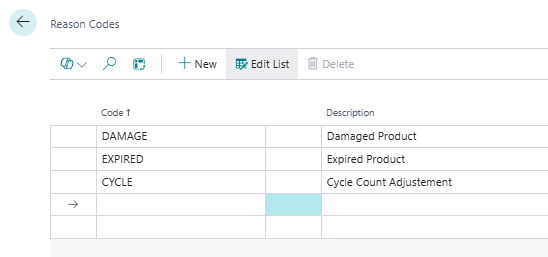 Reason Codes
New Edit List Delete
Code ↑ Description
DAMAGE Damaged Product
EXPIRED Expired Product
CYCLE Cycle Count Adjustement